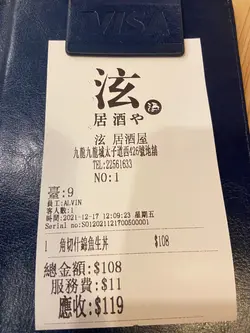 VISA
泫
酒
居酒や
泫 居酒屋
九龍九龍城太子道西426號地舖
TEL:22561633
NO:1
臺:9
員工:ALVIN
客人數:1
時間:2021-12-17 12:09:23 星期五
Serial no:S012021121700500001
1 角切什錦魚生丼 $108
總金額:$108
服務費:$11
應收:$119